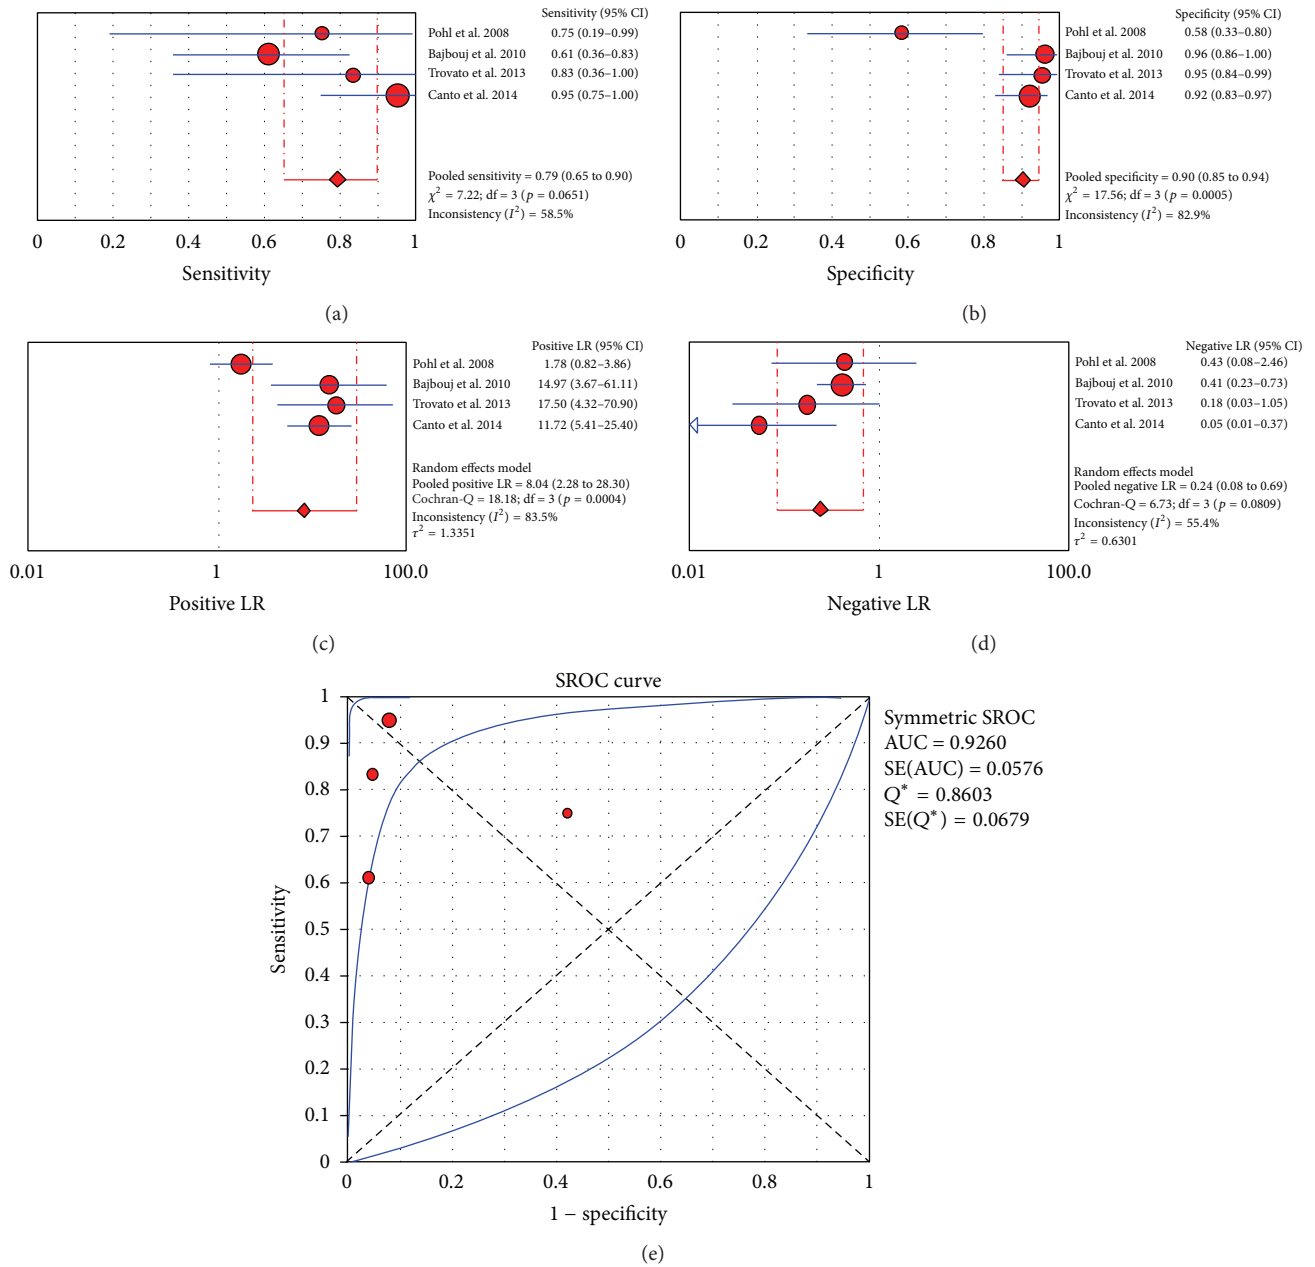 Sensitivity (95% CI)
Pohl et al. 2008 0.75 (0.19–0.99)
Bajbouj et al. 2010 0.61 (0.36–0.83)
Trovato et al. 2013 0.83 (0.36–1.00)
Canto et al. 2014 0.95 (0.75–1.00)
Pooled sensitivity = 0.79 (0.65 to 0.90)
χ² = 7.22; df = 3 (p = 0.0651)
Inconsistency (I²) = 58.5%
0 0.2 0.4 0.6 0.8 1
Sensitivity
(a)
Specificity (95% CI)
Pohl et al. 2008 0.58 (0.33–0.80)
Bajbouj et al. 2010 0.96 (0.86–1.00)
Trovato et al. 2013 0.95 (0.84–0.99)
Canto et al. 2014 0.92 (0.83–0.97)
Pooled specificity = 0.90 (0.85 to 0.94)
χ² = 17.56; df = 3 (p = 0.0005)
Inconsistency (I²) = 82.9%
0 0.2 0.4 0.6 0.8 1
Specificity
(b)
Positive LR (95% CI)
Pohl et al. 2008 1.78 (0.82–3.86)
Bajbouj et al. 2010 14.97 (3.67–61.11)
Trovato et al. 2013 17.50 (4.32–70.90)
Canto et al. 2014 11.72 (5.41–25.40)
Random effects model
Pooled positive LR = 8.04 (2.28 to 28.30)
Cochran-Q = 18.18; df = 3 (p = 0.0004)
Inconsistency (I²) = 83.5%
τ² = 1.3351
0.01 1 100.0
Positive LR
(c)
Negative LR (95% CI)
Pohl et al. 2008 0.43 (0.08–2.46)
Bajbouj et al. 2010 0.41 (0.23–0.73)
Trovato et al. 2013 0.18 (0.03–1.05)
Canto et al. 2014 0.05 (0.01–0.37)
Random effects model
Pooled negative LR = 0.24 (0.08 to 0.69)
Cochran-Q = 6.73; df = 3 (p = 0.0809)
Inconsistency (I²) = 55.4%
τ² = 0.6301
0.01 1 100.0
Negative LR
(d)
SROC curve
1
0.9
0.8
0.7
0.6
0.5
0.4
0.3
0.2
0.1
0
Sensitivity
0 0.2 0.4 0.6 0.8 1
1 − specificity
Symmetric SROC
AUC = 0.9260
SE(AUC) = 0.0576
Q* = 0.8603
SE(Q*) = 0.0679
(e)